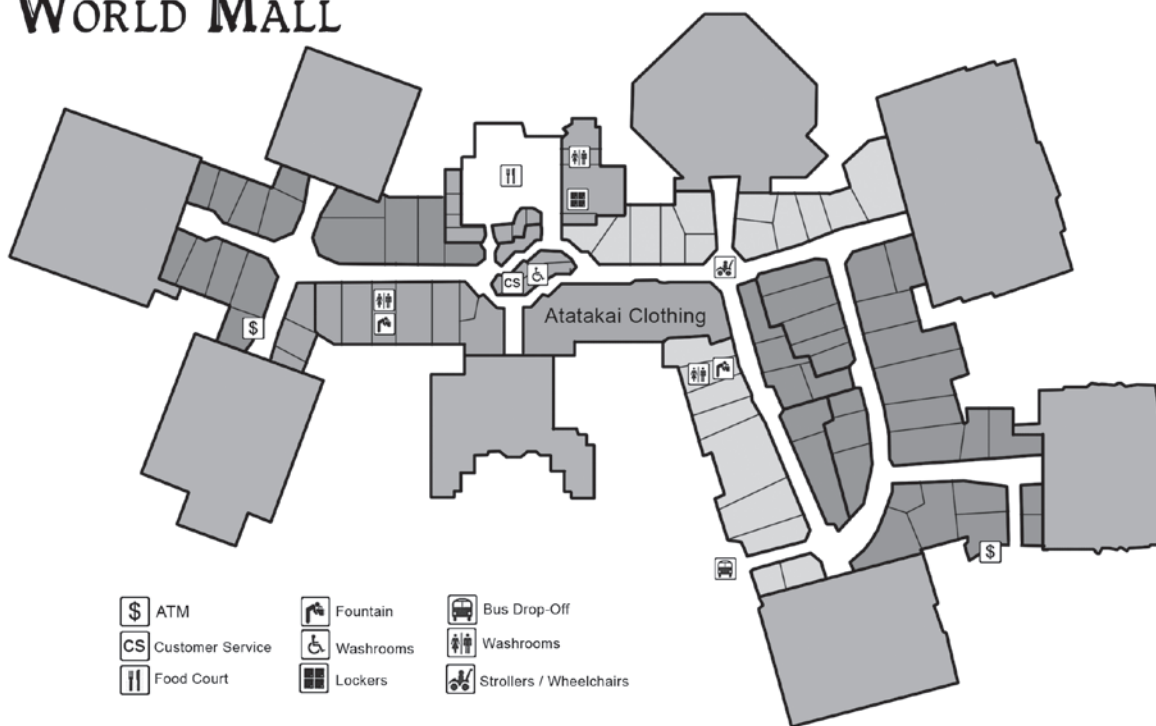 WORLD MALL
CS
Atatakai Clothing
$
$
$ ATM
CS Customer Service
Food Court
Fountain
Washrooms
Lockers
Bus Drop-Off
Washrooms
Strollers / Wheelchairs